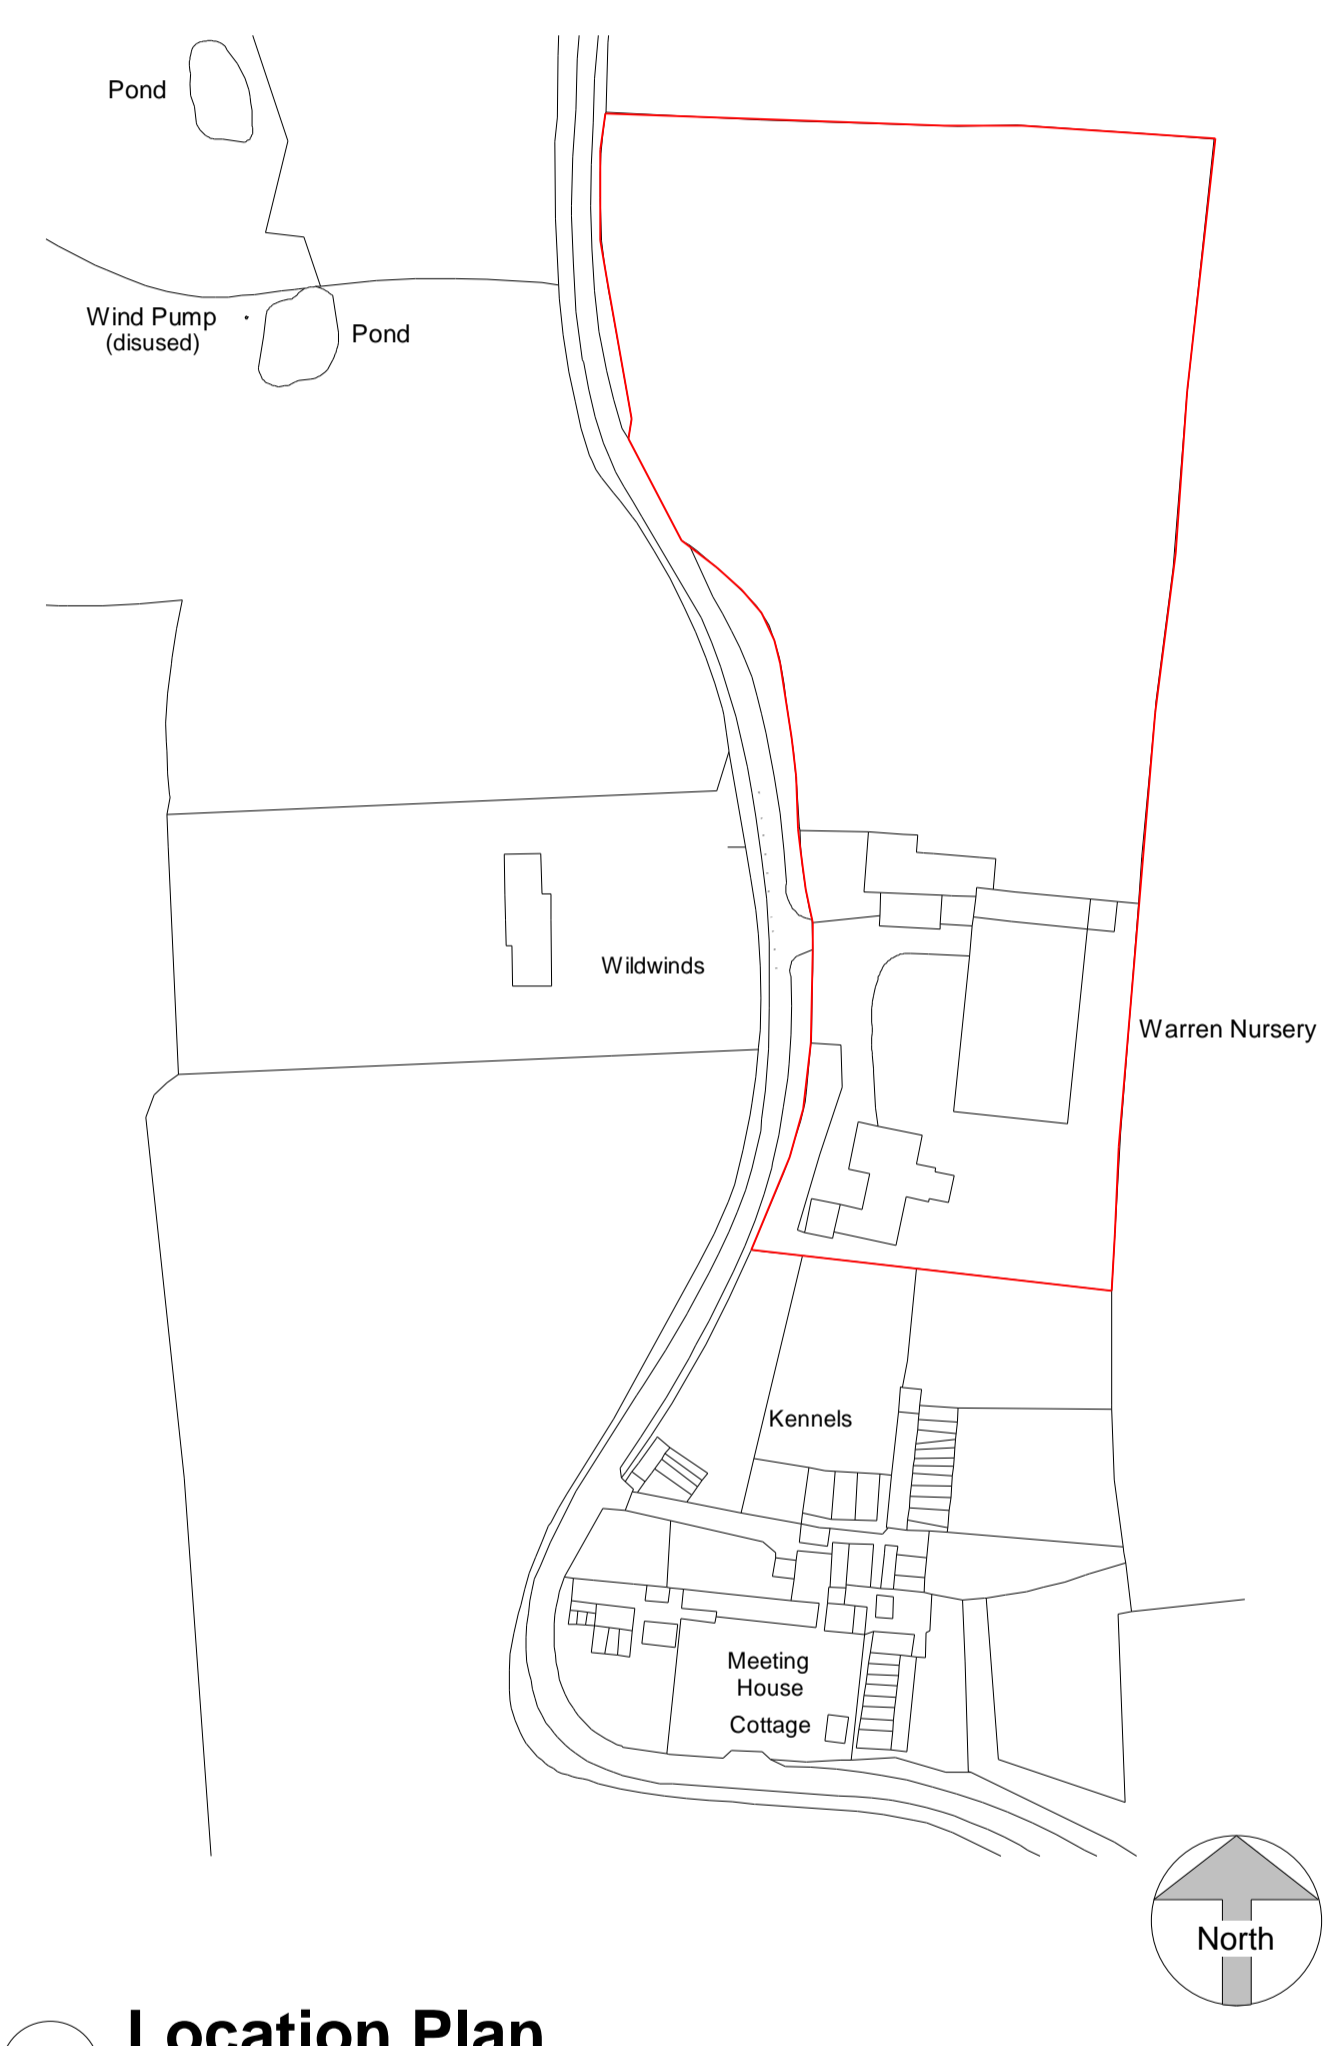 Pond
Wind Pump
(disused)
Pond
Wildwinds
Warren Nursery
Kennels
Meeting
House
Cottage
North
Location Plan